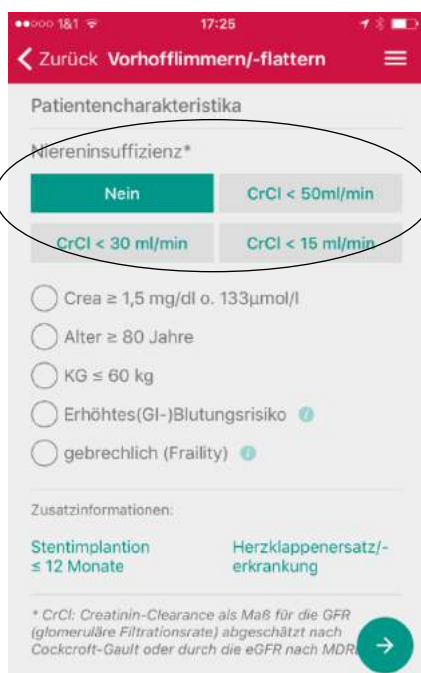 1&1 17:25
Zurück Vorhofflimmern/-flattern
Patientencharakteristika
Niereninsuffizienz*
Nein CrCl < 50ml/min
CrCl < 30 ml/min CrCl < 15 ml/min
Crea ≥ 1,5 mg/dl o. 133µmol/l
Alter ≥ 80 Jahre
KG ≤ 60 kg
Erhöhtes(GI-)Blutungsrisiko i
gebrechlich (Fraility) i
Zusatzinformationen:
Stentimplantion Herzklappenersatz/-
≤ 12 Monate erkrankung
* CrCl: Creatinin-Clearance als Maß für die GFR
(glomeruläre Filtrationsrate) abgeschätzt nach
Cockcroft-Gault oder durch die eGFR nach